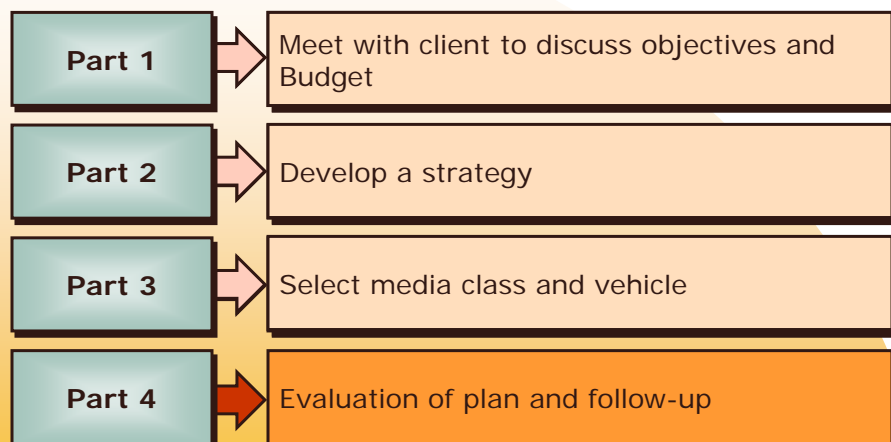 Part 1
Meet with client to discuss objectives and
Budget
Part 2
Develop a strategy
Part 3
Select media class and vehicle
Part 4
Evaluation of plan and follow-up